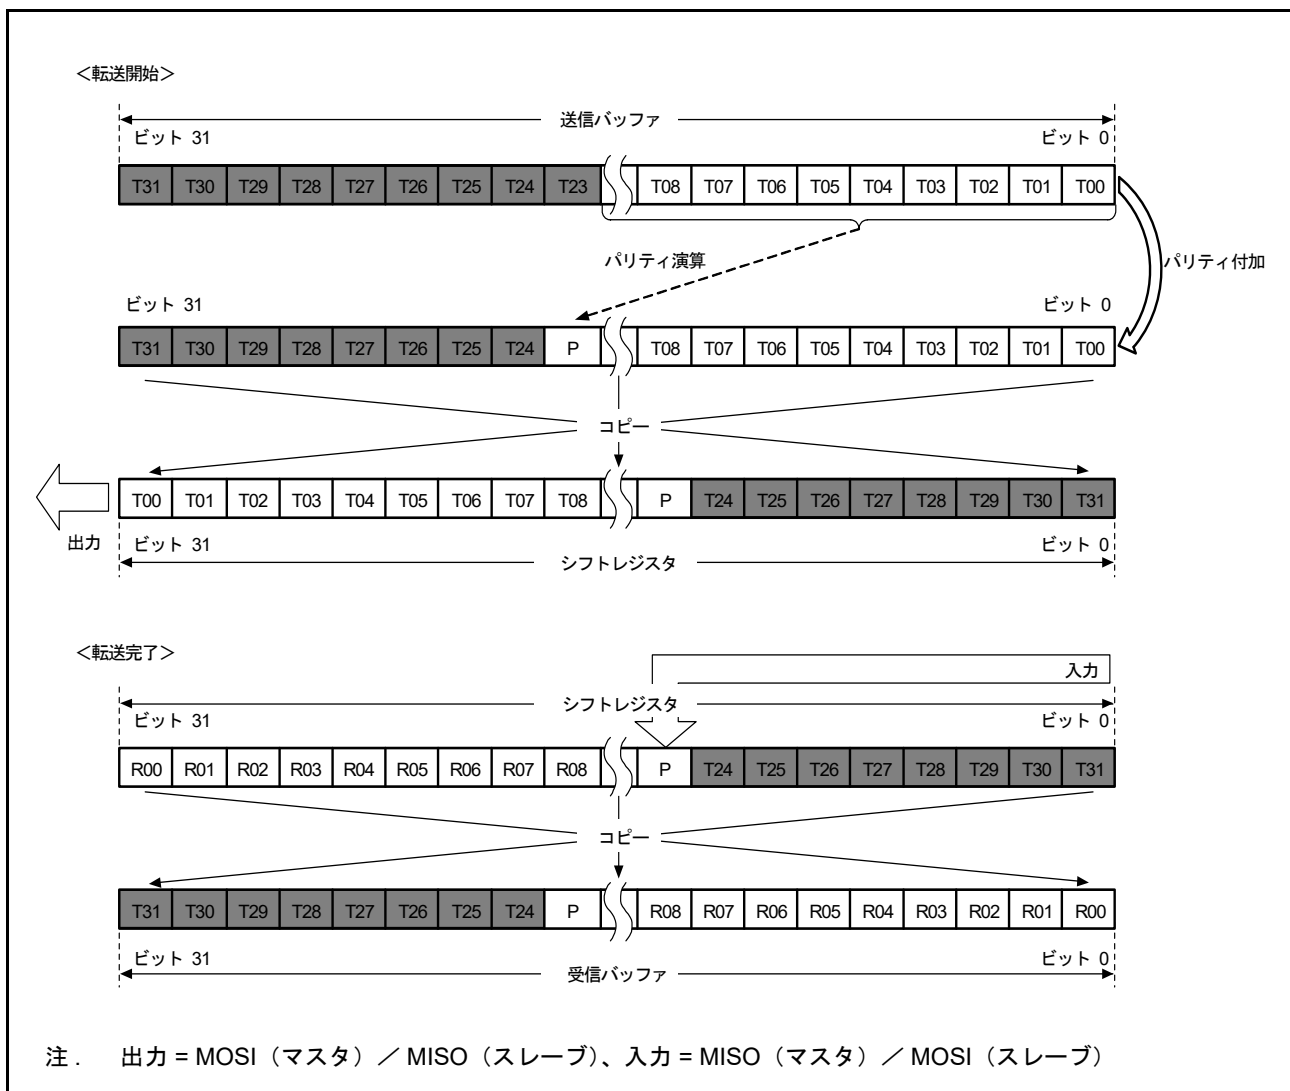 ＜転送開始＞
送信バッファ
ビット 31 ビット 0
T31 T30 T29 T28 T27 T26 T25 T24 T23 T08 T07 T06 T05 T04 T03 T02 T01 T00
パリティ演算 パリティ付加
ビット 31 ビット 0
T31 T30 T29 T28 T27 T26 T25 T24 P T08 T07 T06 T05 T04 T03 T02 T01 T00
コピー
T00 T01 T02 T03 T04 T05 T06 T07 T08 P T24 T25 T26 T27 T28 T29 T30 T31
出力 ビット 31 ビット 0
シフトレジスタ
＜転送完了＞
入力
シフトレジスタ
ビット 31 ビット 0
R00 R01 R02 R03 R04 R05 R06 R07 R08 P T24 T25 T26 T27 T28 T29 T30 T31
コピー
T31 T30 T29 T28 T27 T26 T25 T24 P R08 R07 R06 R05 R04 R03 R02 R01 R00
ビット 31 ビット 0
受信バッファ
注． 出力 = MOSI（マスタ）／ MISO（スレーブ）、入力 = MISO（マスタ）／ MOSI（スレーブ）